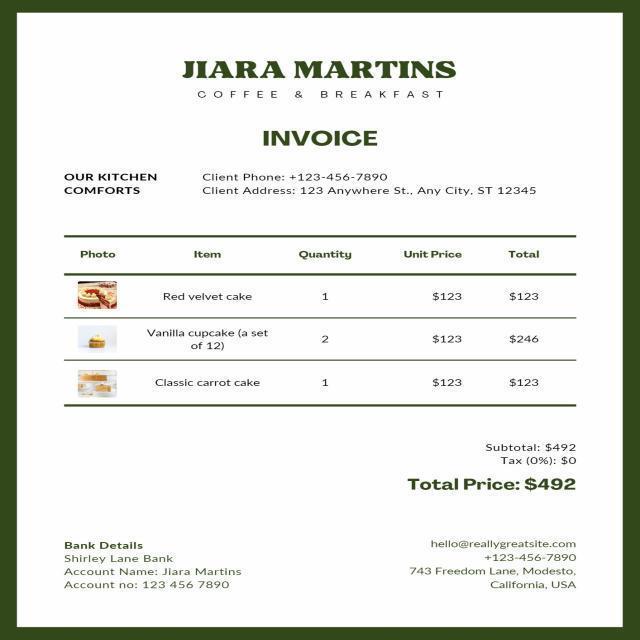 JIARA MARTINS
COFFEE & BREAKFAST
INVOICE
OUR KITCHEN COMFORTS
Client Phone: +123-456-7890
Client Address: 123 Anywhere St., Any City, ST 12345
Photo Item Quantity Unit Price Total
Red velvet cake 1 $123 $123
Vanilla cupcake (a set of 12) 2 $123 $246
Classic carrot cake 1 $123 $123
Subtotal: $492
Tax (0%): $0
Total Price: $492
Bank Details
Shirley Lane Bank
Account Name: Jiara Martins
Account no: 123 456 7890
hello@reallygreatsite.com
+123-456-7890
743 Freedom Lane, Modesto,
California, USA